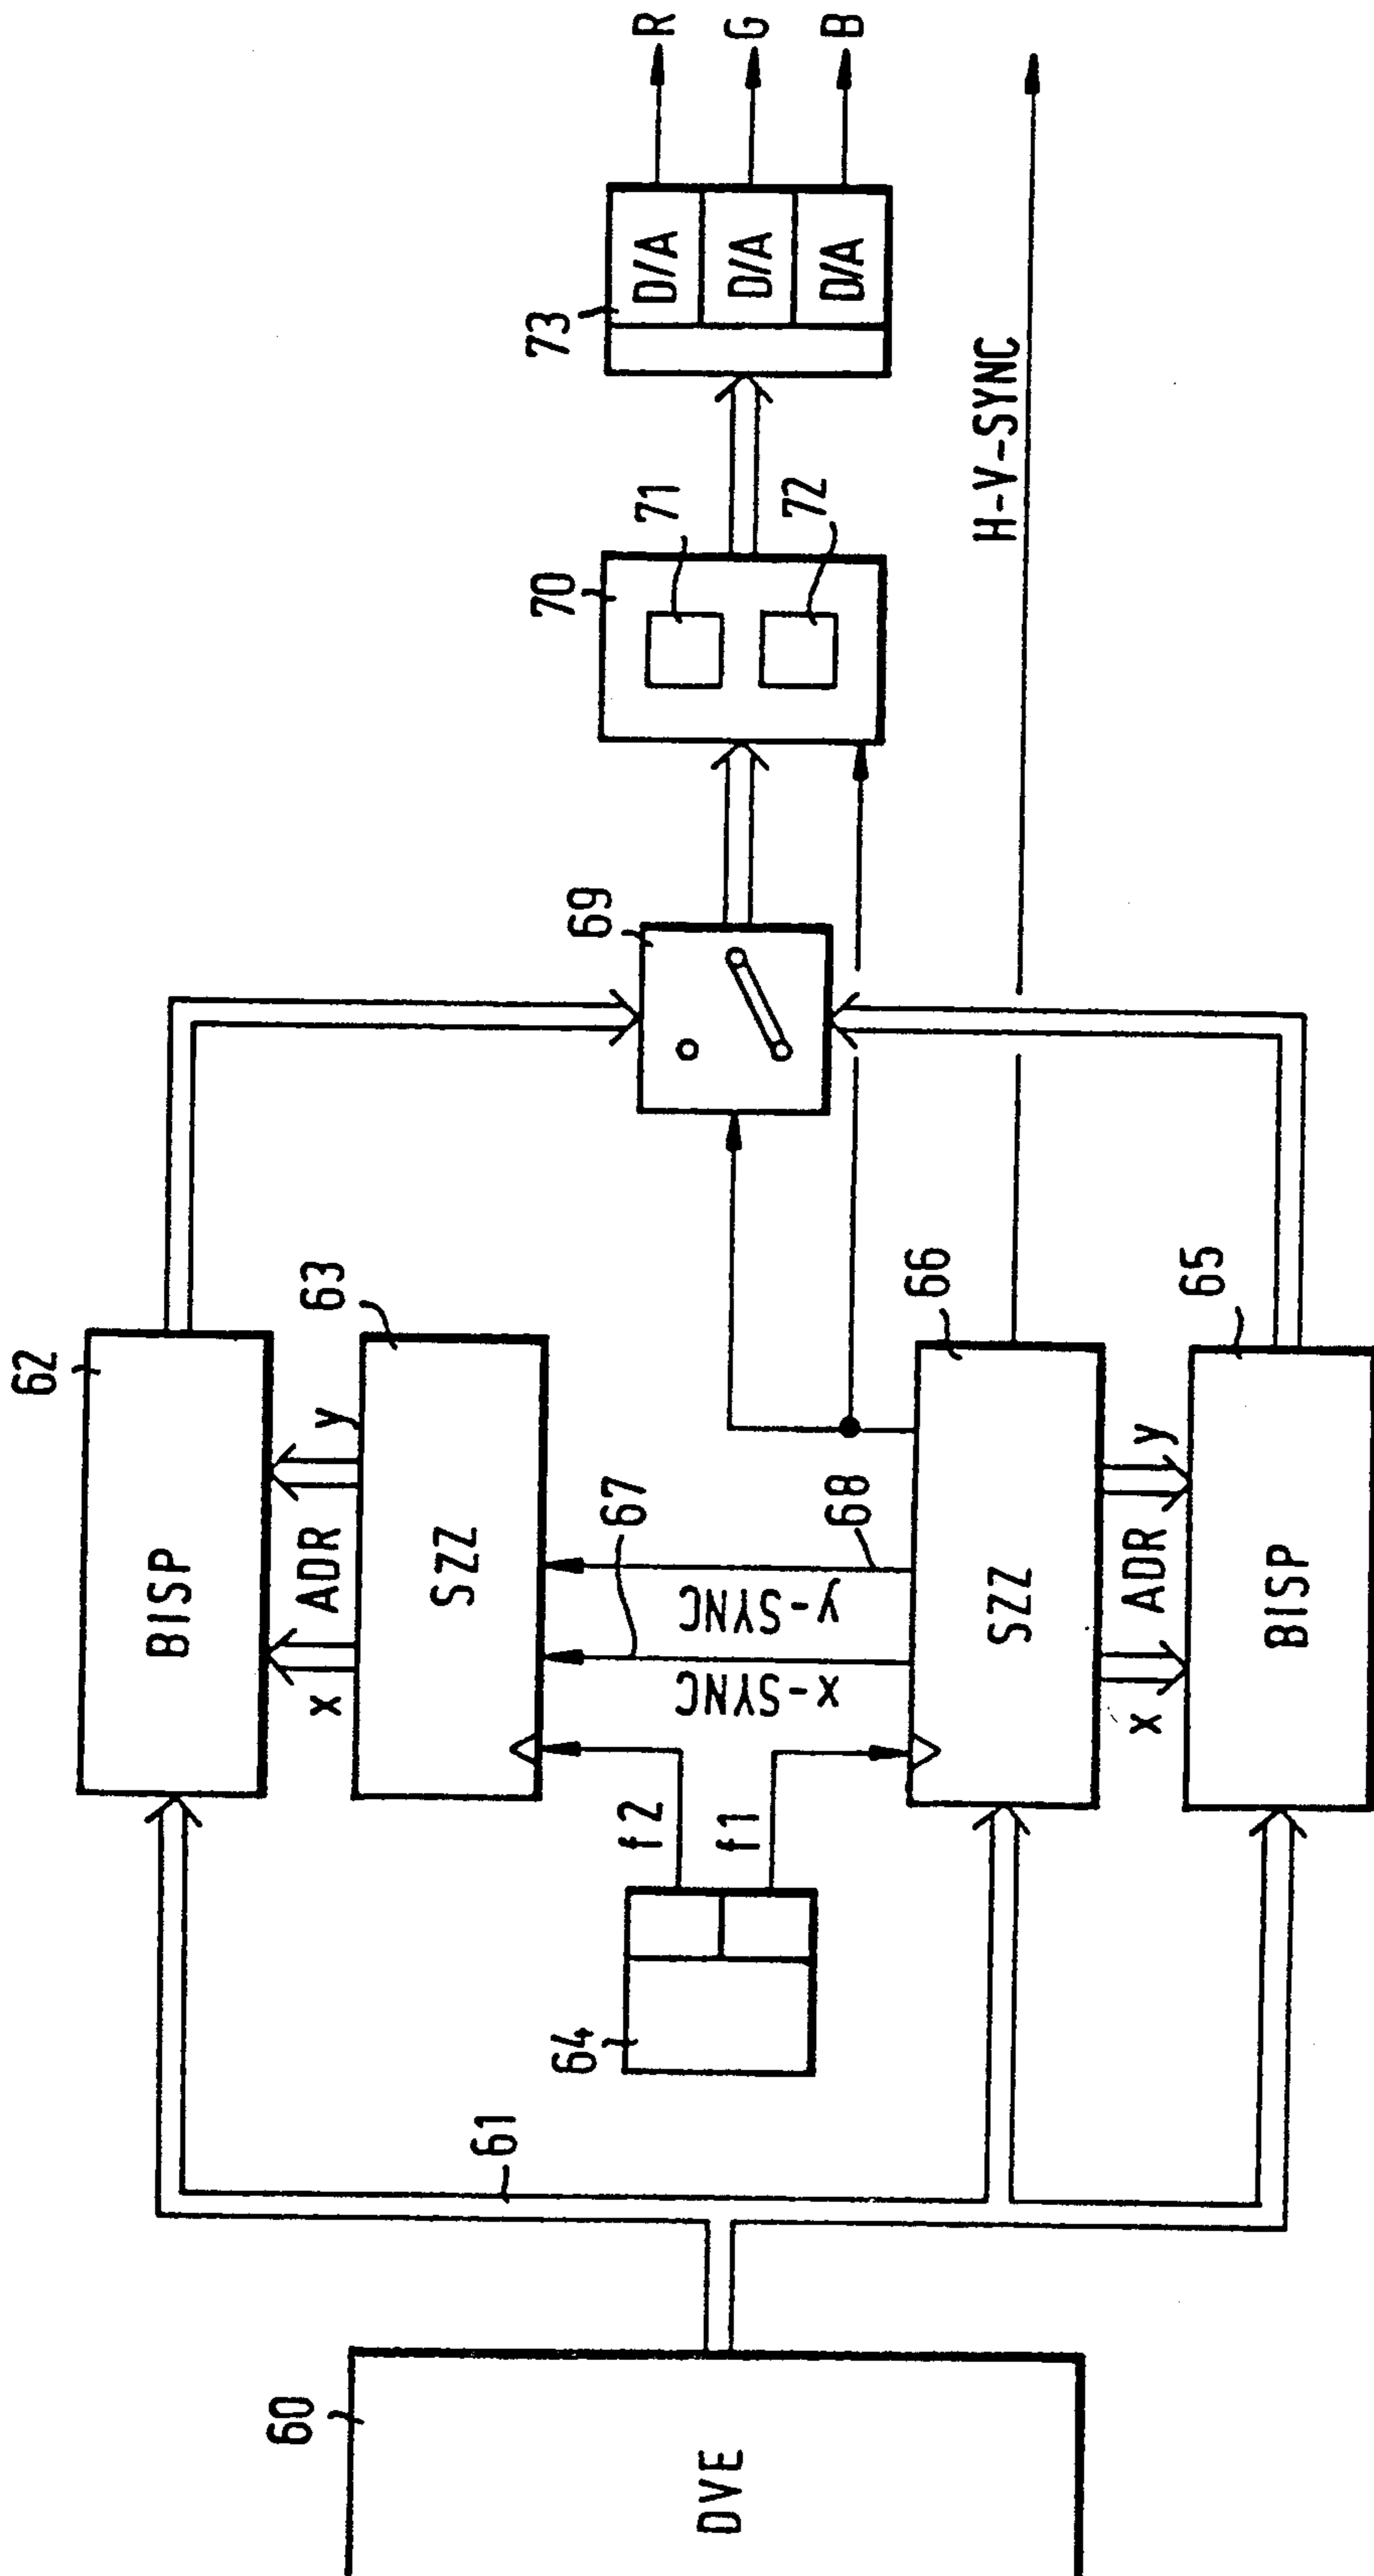 60
DVE
61
62
BISP
x ADR y
63
SZZ
64
f2
f1
67
x-SYNC
y-SYNC
68
66
SZZ
x ADR y
65
BISP
69
70
71
72
73
D/A
D/A
D/A
R
G
B
H-V-SYNC